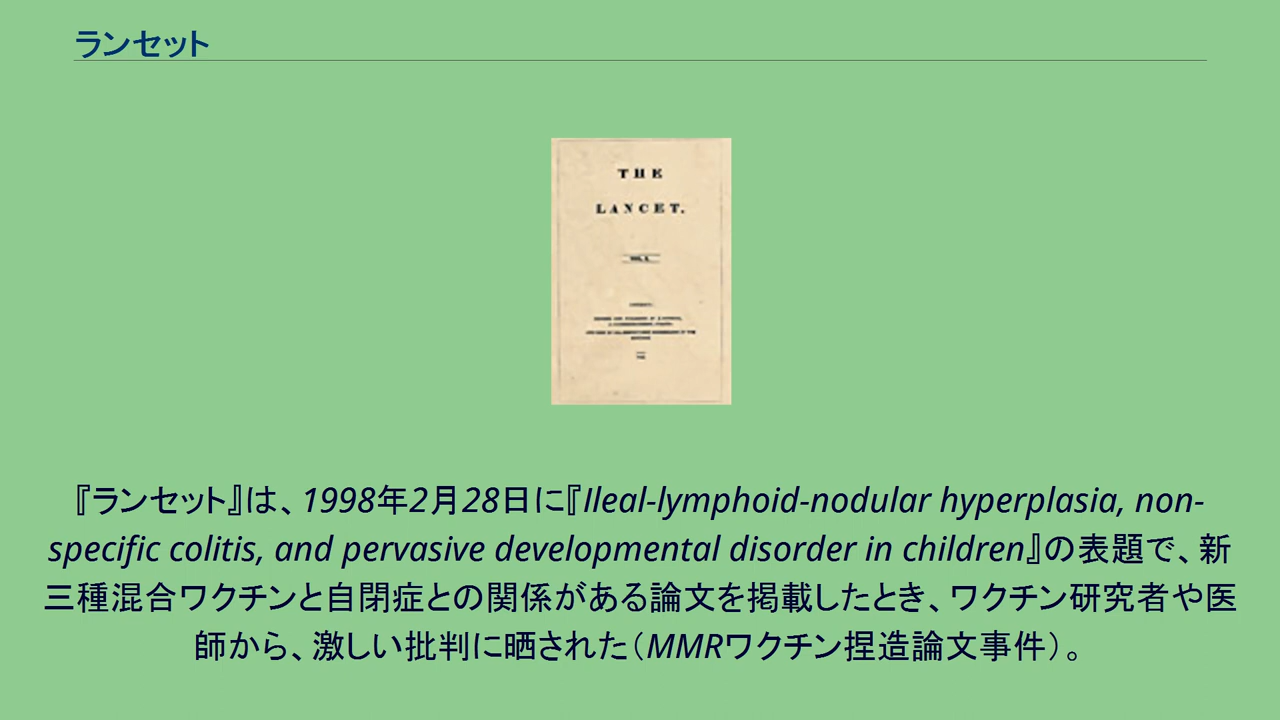 ランセット
THE
LANCET.
『ランセット』は、1998年2月28日に『Ileal-lymphoid-nodular hyperplasia, non-
specific colitis, and pervasive developmental disorder in children』の表題で、新
三種混合ワクチンと自閉症との関係がある論文を掲載したとき、ワクチン研究者や医
師から、激しい批判に晒された（MMRワクチン捏造論文事件）。